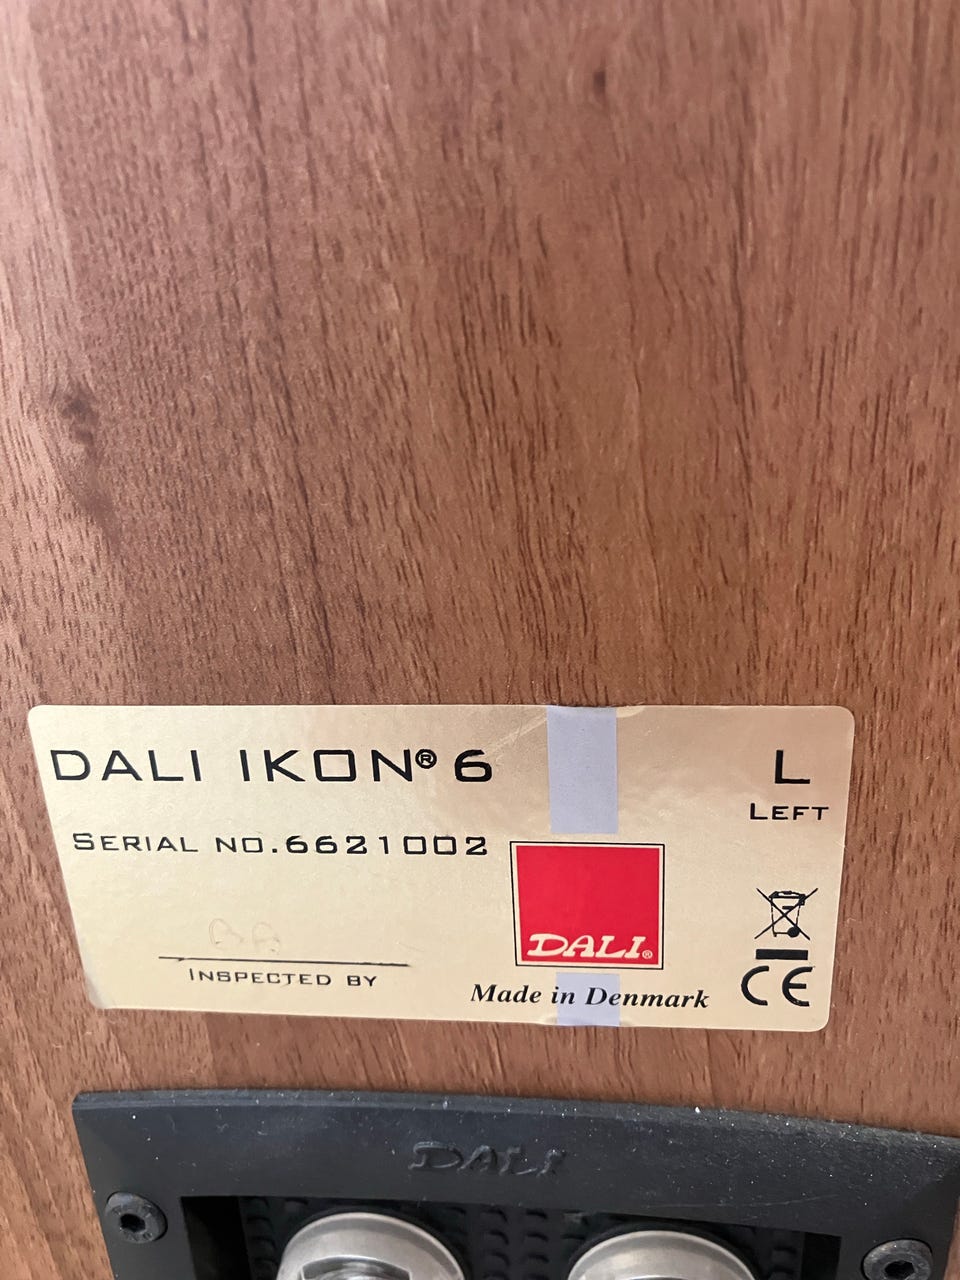 DALI IKON® 6
L
LEFT
SERIAL NO.6621002
DALI®
INSPECTED BY
Made in Denmark
CE
DALI